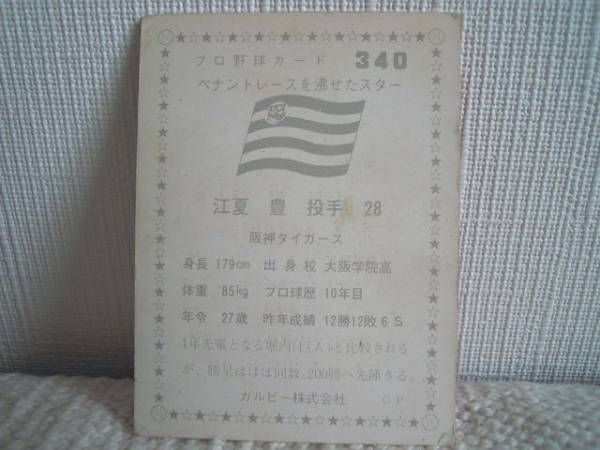 プロ野球カード 340
ペナントレースを沸せたスター
江夏 豊 投手 28
阪神タイガース
身長 179cm 出身校 大阪学院高
体重 85kg プロ球歴 10年目
年令 27歳 昨年成績 12勝12敗6S
1年先輩となる堀内(巨人)と比較される
が、勝星はほぼ同数。200勝へ先陣きる。
カルビー株式会社 CP